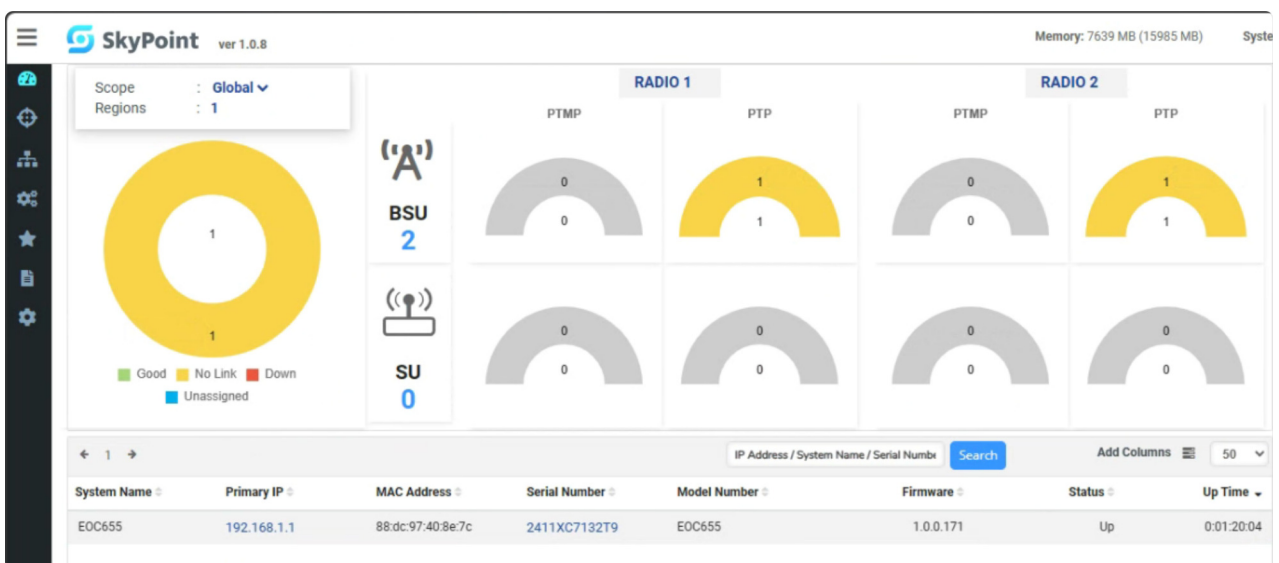 SkyPoint ver 1.0.8
Memory: 7639 MB (15985 MB)
Scope : Global
Regions : 1
1
1
Good No Link Down
Unassigned
BSU
2
SU
0
RADIO 1
PTMP PTP
0 1
0 1
0 0
0 0
RADIO 2
PTMP PTP
0 1
0 1
0 0
0 0
1
IP Address / System Name / Serial Numbe
Search
Add Columns
50
System Name Primary IP MAC Address Serial Number Model Number Firmware Status Up Time
EOC655 192.168.1.1 88:dc:97:40:8e:7c 2411XC7132T9 EOC655 1.0.0.171 Up 0:01:20:04